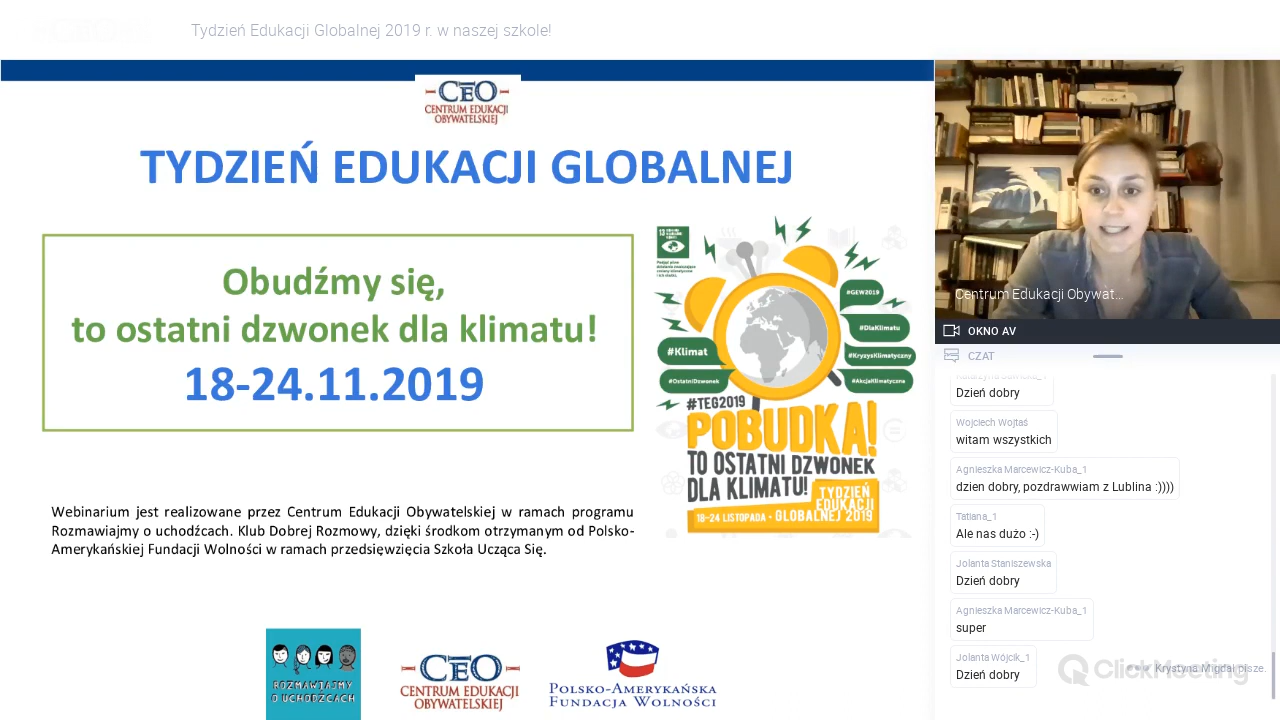 Tydzień Edukacji Globalnej 2019 r. w naszej szkole!
CEO
CENTRUM EDUKACJI
OBYWATELSKIEJ
TYDZIEŃ EDUKACJI GLOBALNEJ
Obudźmy się,
to ostatni dzwonek dla klimatu!
18-24.11.2019
#GEW2019
#DlaKlimatu
#Klimat
#KryzysKlimatyczny
#OstatniDzwonek
#AkcjaKlimatyczna
#TEG2019
POBUDKA!
TO OSTATNI DZWONEK
DLA KLIMATU!
TYDZIEŃ
EDUKACJI
18-24 LISTOPADA - GLOBALNEJ 2019
Webinarium jest realizowane przez Centrum Edukacji Obywatelskiej w ramach programu
Rozmawiajmy o uchodźcach. Klub Dobrej Rozmowy, dzięki środkom otrzymanym od Polsko-
Amerykańskiej Fundacji Wolności w ramach przedsięwzięcia Szkoła Ucząca Się.
ROZMAWIAJMY
O UCHODŹCACH
CEO
CENTRUM EDUKACJI
OBYWATELSKIEJ
POLSKO-AMERYKAŃSKA
FUNDACJA WOLNOŚCI
Centrum Edukacji Obywat...
OKNO AV
CZAT
Dzień dobry
Wojciech Wojtaś
witam wszystkich
Agnieszka Marcewicz-Kuba_1
dzien dobry, pozdrawwiam z Lublina :))))
Tatiana_1
Ale nas dużo :-)
Jolanta Staniszewska
Dzień dobry
Agnieszka Marcewicz-Kuba_1
super
Jolanta Wójcik_1
Dzień dobry
Krystyna Migdał pisze.
ClickMeeting